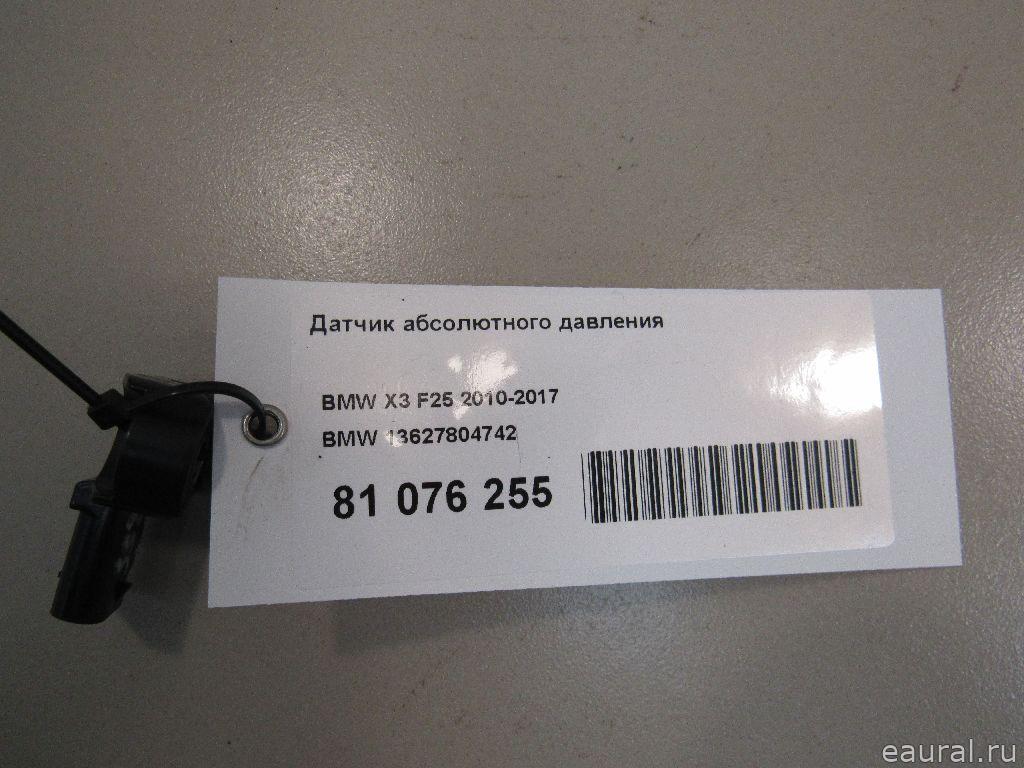 Датчик абсолютного давления
BMW X3 F25 2010-2017
BMW 13627804742
81 076 255
eaural.ru